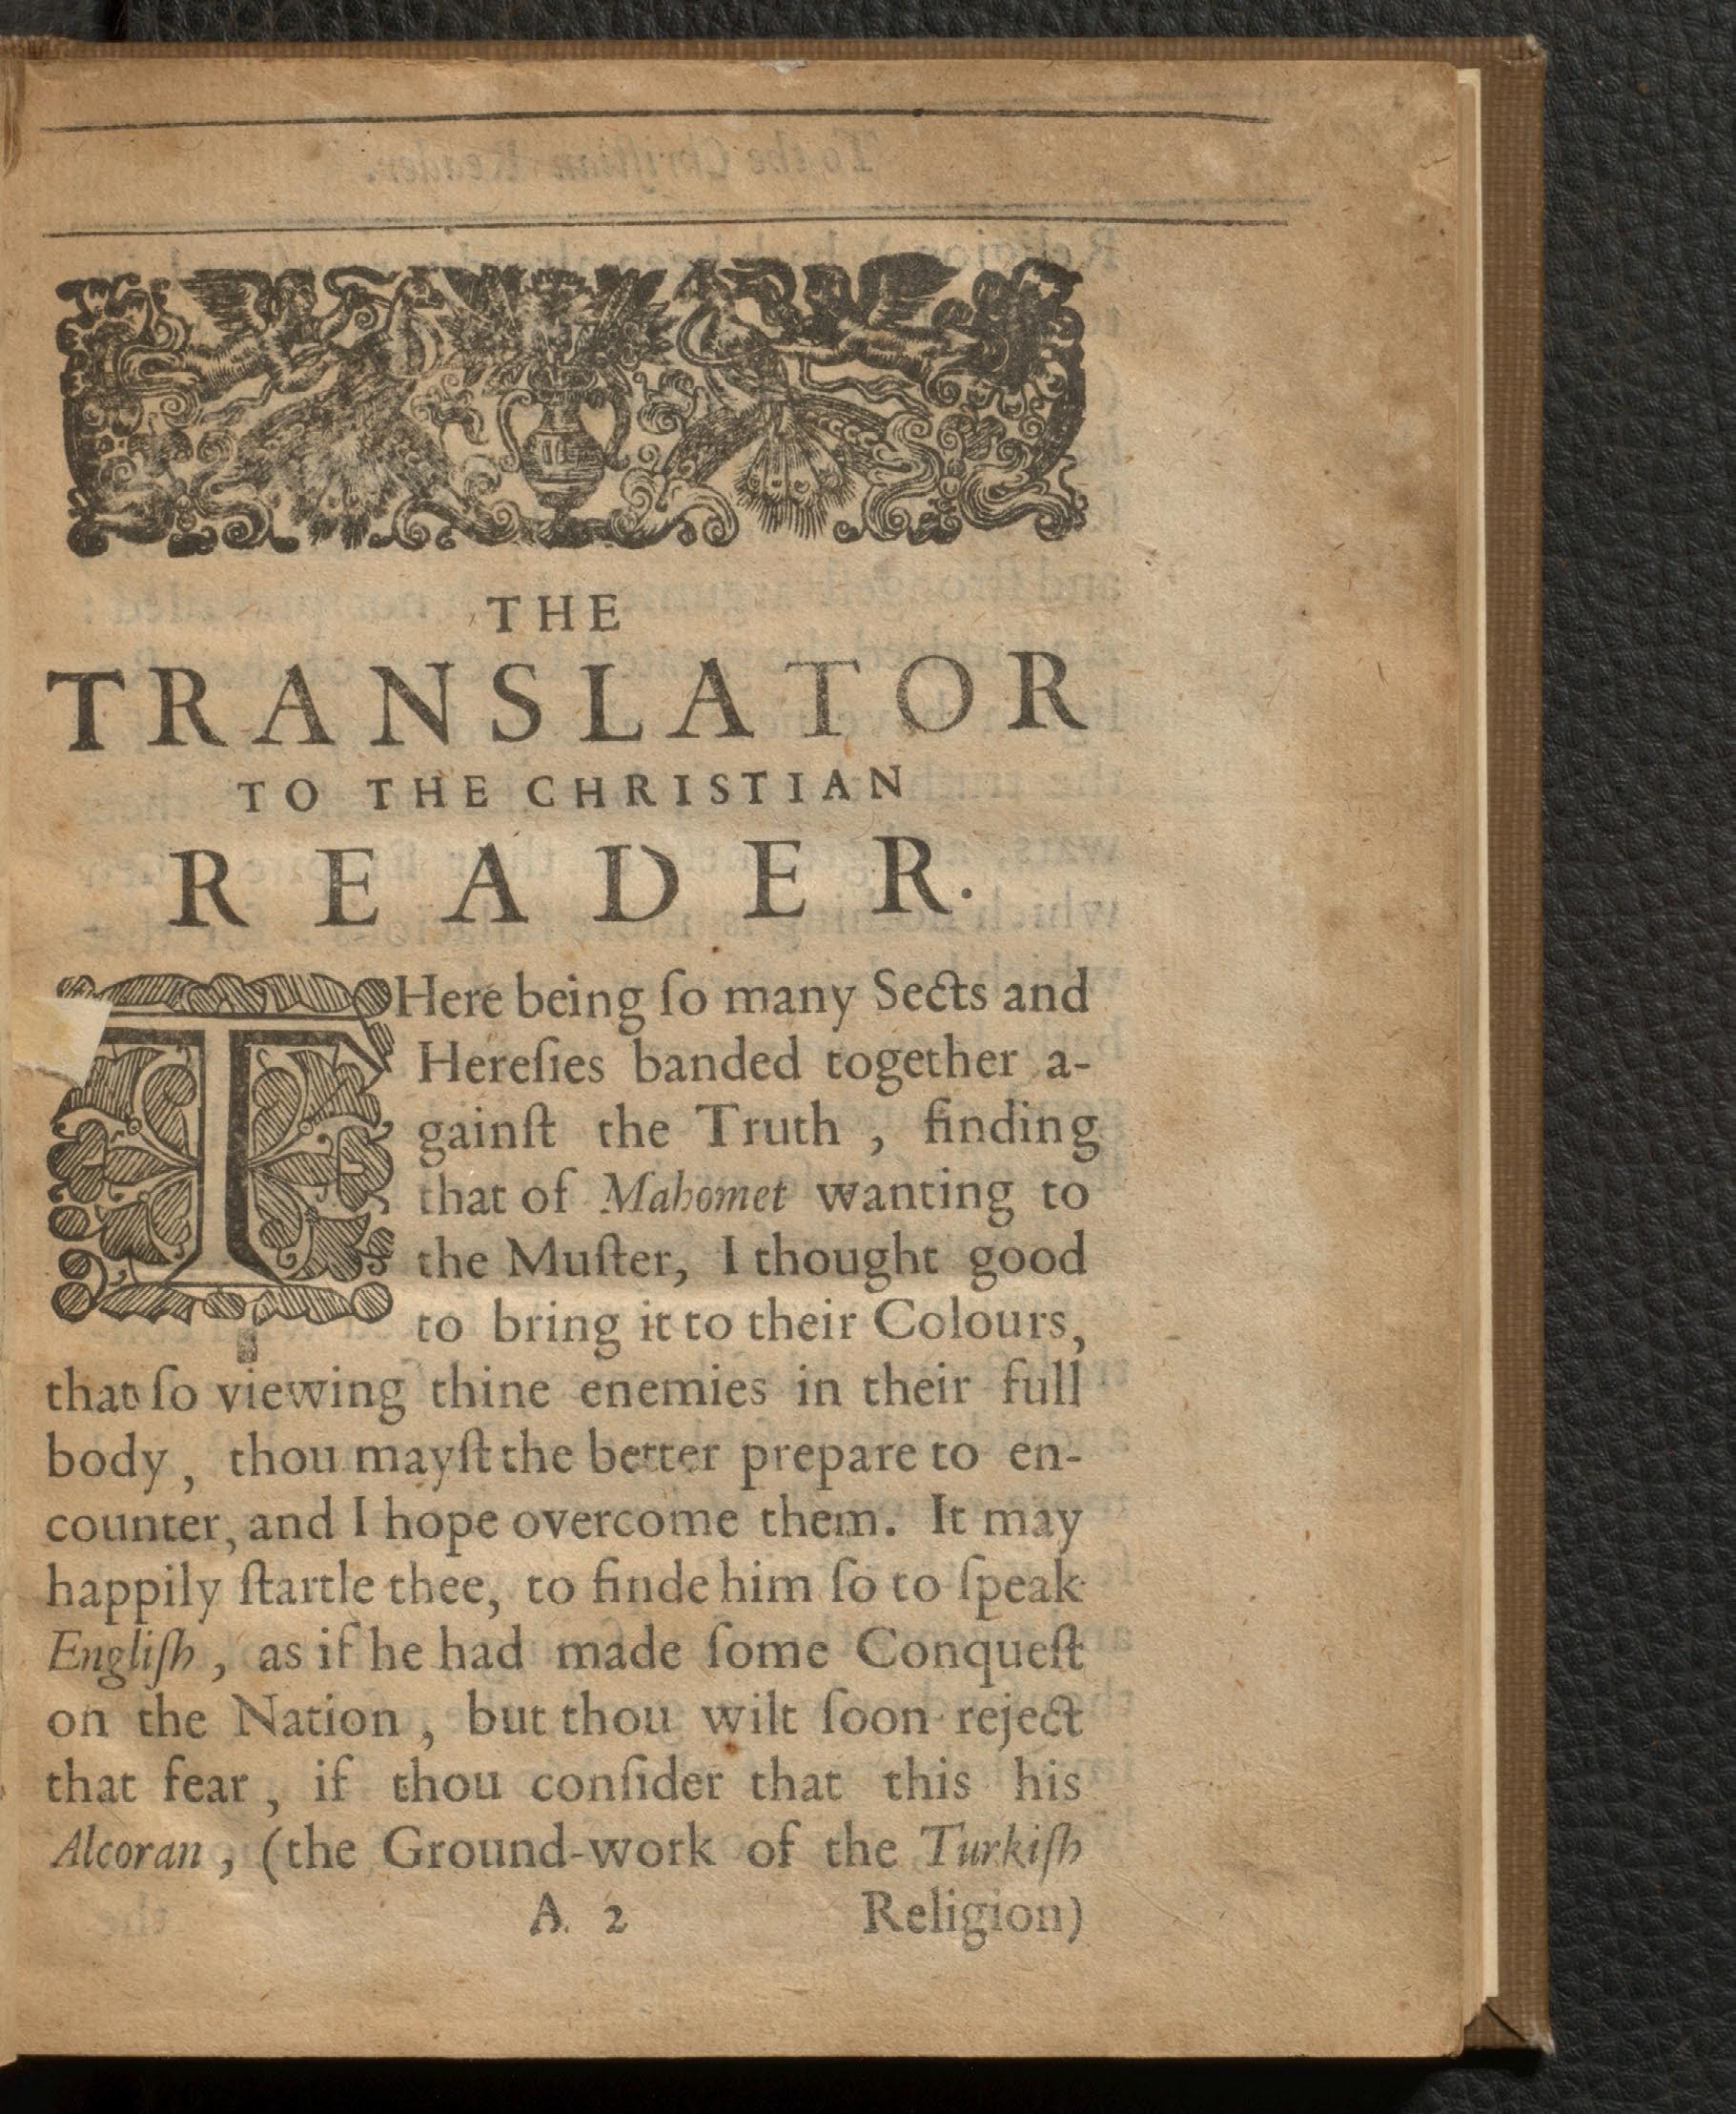 THE
TRANSLATOR
TO THE CHRISTIAN
READER.
THere being ſo many Sects and
Hereſies banded together a-
gainſt the Truth , finding
that of Mahomet wanting to
the Muſter, I thought good
to bring it to their Colours,
that ſo viewing thine enemies in their full
body , thou mayſt the better prepare to en-
counter, and I hope overcome them. It may
happily ſtartle thee, to finde him ſo to ſpeak
Engliſh , as if he had made ſome Conqueſt
on the Nation , but thou wilt ſoon reject
that fear , if thou conſider that this his
Alcoran , (the Ground-work of the Turkiſh
A 2 Religion)